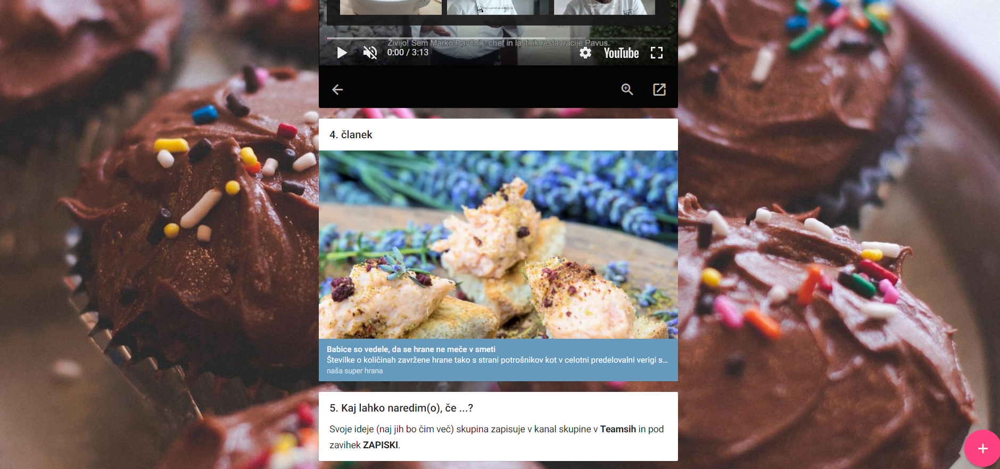 Živijo! Sem Marko Pavčnik, chef in lastnik restavracije Pavus.
0:00 / 3:13
YouTube
4. članek
Babice so vedele, da se hrane ne meče v smeti
Številke o količinah zavržene hrane tako s strani potrošnikov kot v celotni predelovalni verigi s...
naša super hrana
5. Kaj lahko naredim(o), če ...?
Svoje ideje (naj jih bo čim več) skupina zapisuje v kanal skupine v Teamsih in pod
zavihek ZAPISKI.